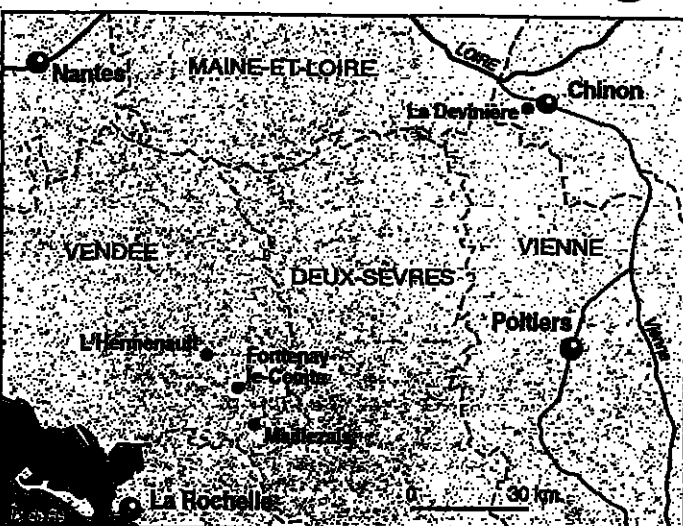 LOIRE
Nantes
MAINE-ET-LOIRE
Chinon
La Devinière
VENDÉE
VIENNE
DEUX-SÈVRES
Poitiers
Vienne
L'Hermenault
Fontenay-
le-Comte
Maillezais
La Rochelle
0 30 km